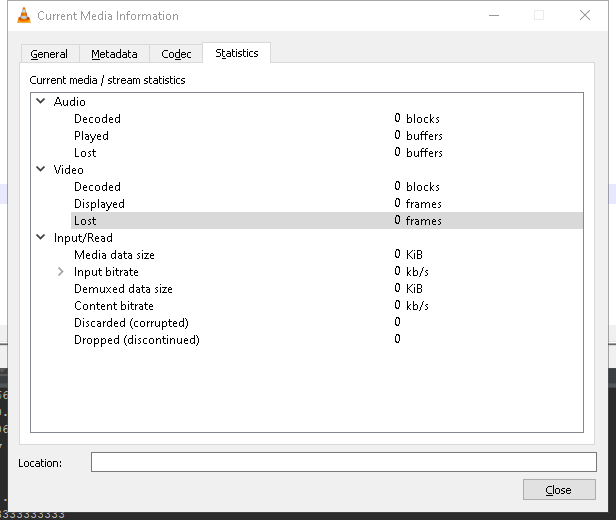 Current Media Information
General Metadata Codec Statistics
Current media / stream statistics
Audio
Decoded 0 blocks
Played 0 buffers
Lost 0 buffers
Video
Decoded 0 blocks
Displayed 0 frames
Lost 0 frames
Input/Read
Media data size 0 KiB
Input bitrate 0 kb/s
Demuxed data size 0 KiB
Content bitrate 0 kb/s
Discarded (corrupted) 0
Dropped (discontinued) 0
Location:
Close